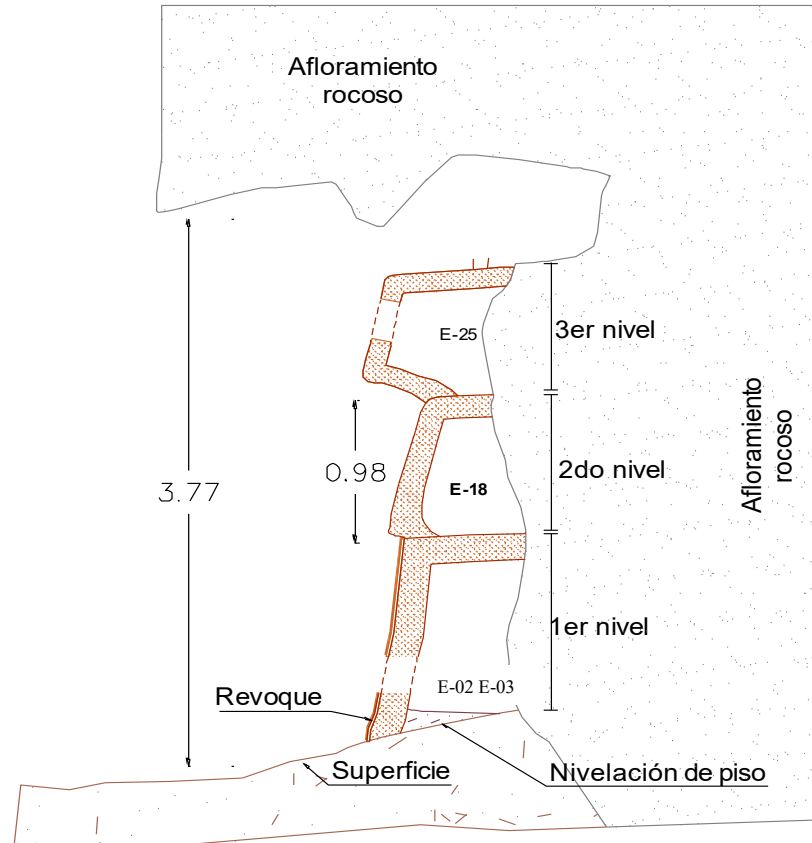 Afloramiento
rocoso
E-25
3er nivel
Afloramiento
rocoso
0.98
3.77
E-18
2do nivel
1er nivel
E-02 E-03
Revoque
Superficie
Nivelación de piso